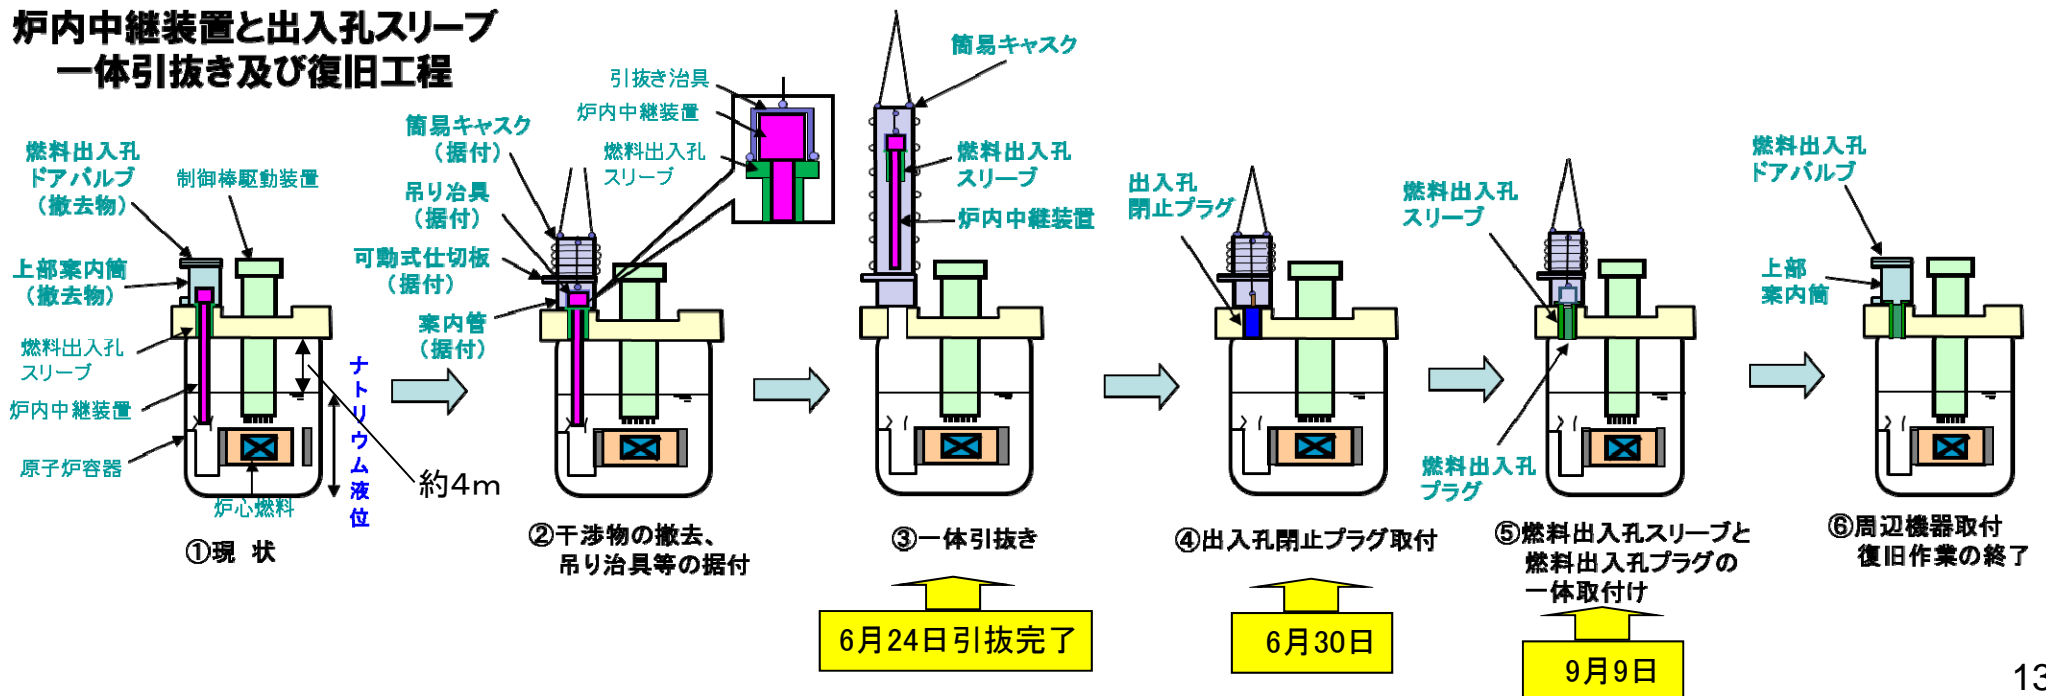 炉内中継装置と出入孔スリーブ
一体引抜き及び復旧工程
燃料出入孔
ドアバルブ
(撤去物)
制御棒駆動装置
上部案内筒
(撤去物)
燃料出入孔
スリーブ
炉内中継装置
原子炉容器
炉心燃料
ナトリウム液位
約4m
①現　状
簡易キャスク
(据付)
吊り冶具
(据付)
可動式仕切板
(据付)
案内管
(据付)
引抜き治具
炉内中継装置
燃料出入孔
スリーブ
②干渉物の撤去、
吊り治具等の据付
簡易キャスク
燃料出入孔
スリーブ
炉内中継装置
③一体引抜き
6月24日引抜完了
出入孔
閉止プラグ
④出入孔閉止プラグ取付
6月30日
燃料出入孔
スリーブ
燃料出入孔
プラグ
⑤燃料出入孔スリーブと
燃料出入孔プラグの
一体取付け
9月9日
燃料出入孔
ドアバルブ
上部
案内筒
⑥周辺機器取付
復旧作業の終了
13